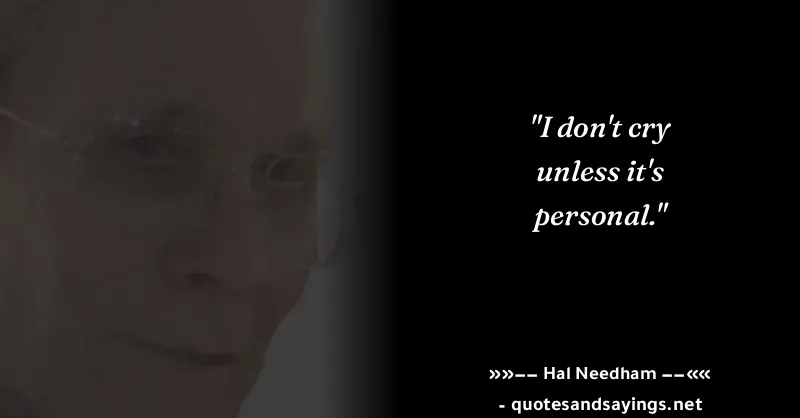 "I don't cry
unless it's
personal."
»»–– Hal Needham ––««
- quotesandsayings.net